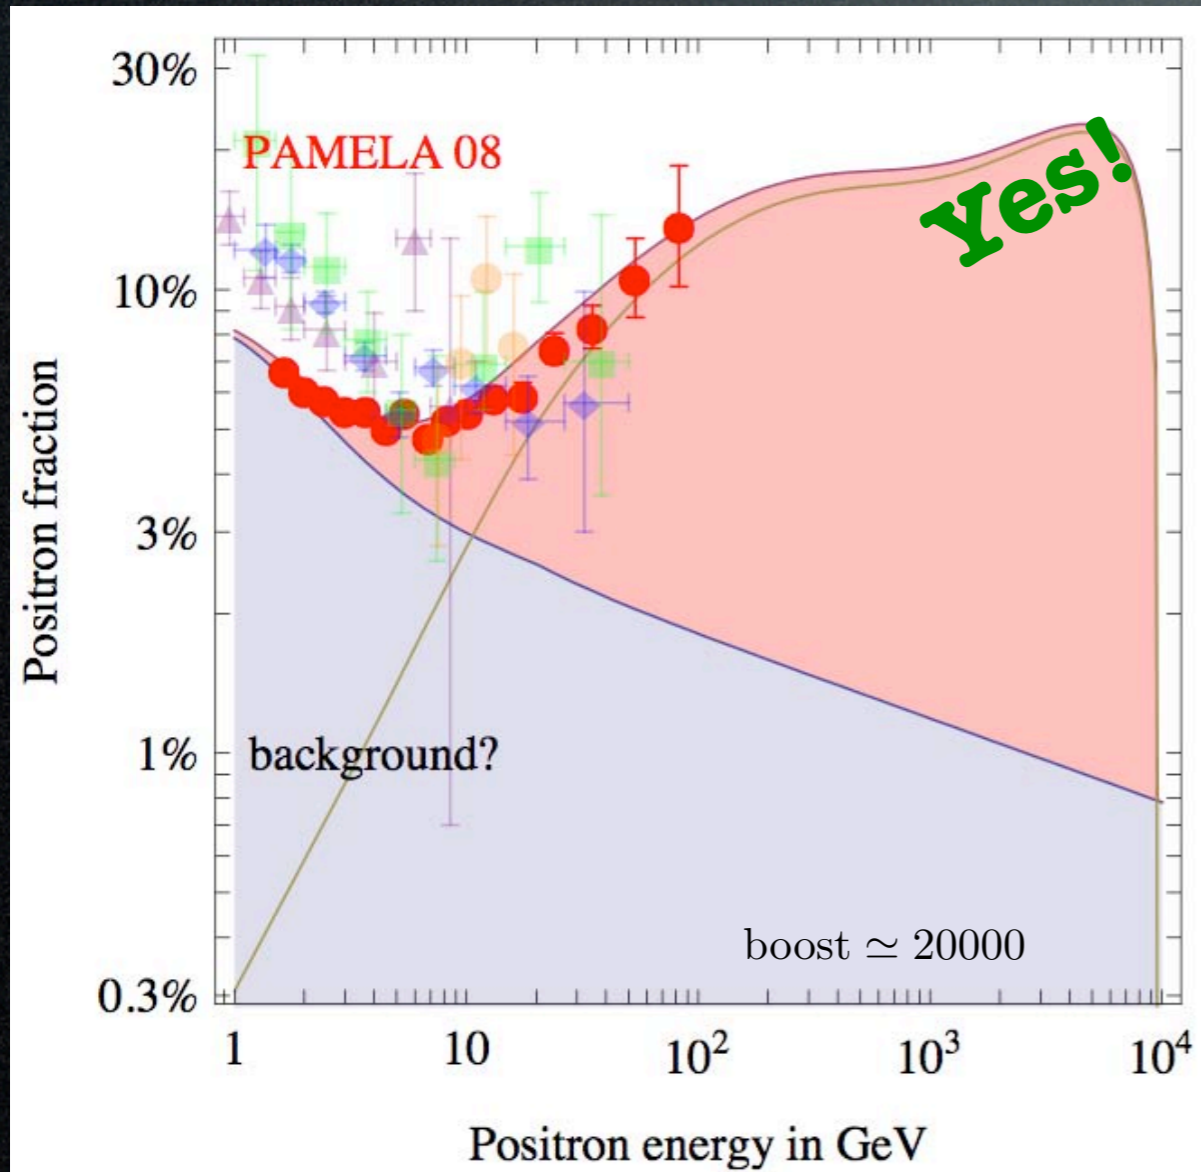 30%
10%
3%
1%
0.3%
Positron fraction
PAMELA 08
Yes!
background?
boost ≃ 20000
1 10 10² 10³ 10⁴
Positron energy in GeV